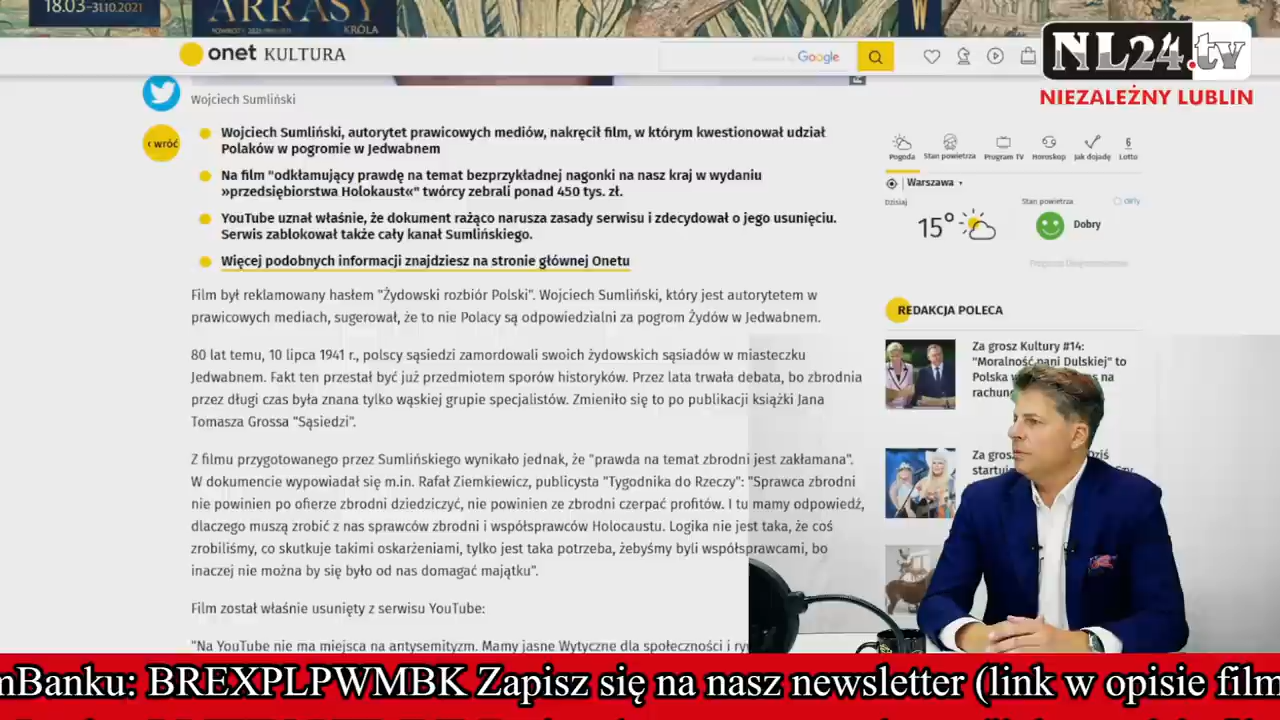 18.03-31.10.2021
ARRASY
KRÓLA
W
NL24.tv
NIEZALEŻNY LUBLIN
onet KULTURA
Google
Wojciech Sumliński
‹ wróć
Wojciech Sumliński, autorytet prawicowych mediów, nakręcił film, w którym kwestionował udział
Polaków w pogromie w Jedwabnem
Na film "odkłamujący prawdę na temat bezprzykładnej nagonki na nasz kraj w wydaniu
»przedsiębiorstwa Holokaust«" twórcy zebrali ponad 450 tys. zł.
YouTube uznał właśnie, że dokument rażąco narusza zasady serwisu i zdecydował o jego usunięciu.
Serwis zablokował także cały kanał Sumlińskiego.
Więcej podobnych informacji znajdziesz na stronie głównej Onetu
Film był reklamowany hasłem "Żydowski rozbiór Polski". Wojciech Sumliński, który jest autorytetem w
prawicowych mediach, sugerował, że to nie Polacy są odpowiedzialni za pogrom Żydów w Jedwabnem.
80 lat temu, 10 lipca 1941 r., polscy sąsiedzi zamordowali swoich żydowskich sąsiadów w miasteczku
Jedwabnem. Fakt ten przestał być już przedmiotem sporów historyków. Przez lata trwała debata, bo zbrodnia
przez długi czas była znana tylko wąskiej grupie specjalistów. Zmieniło się to po publikacji książki Jana
Tomasza Grossa "Sąsiedzi".
Z filmu przygotowanego przez Sumlińskiego wynikało jednak, że "prawda na temat zbrodni jest zakłamana".
W dokumencie wypowiadał się m.in. Rafał Ziemkiewicz, publicysta "Tygodnika do Rzeczy": "Sprawca zbrodni
nie powinien po ofierze zbrodni dziedziczyć, nie powinien ze zbrodni czerpać profitów. I tu mamy odpowiedź,
dlaczego muszą zrobić z nas sprawców zbrodni i współsprawców Holocaustu. Logika nie jest taka, że coś
zrobiliśmy, co skutkuje takimi oskarżeniami, tylko jest taka potrzeba, żebyśmy byli współsprawcami, bo
inaczej nie można by się było od nas domagać majątku".
Film został właśnie usunięty z serwisu YouTube:
"Na YouTube nie ma miejsca na antysemityzm. Mamy jasne Wytyczne dla społeczności i
Pogoda Stan powietrza Program TV Horoskop Jak dojadę Lotto
Warszawa
Dzisiaj
Stan powietrza
15°
Dobry
REDAKCJA POLECA
Za grosz Kultury #14:
"Moralność pani Dulskiej" to
Polska w
na
rachun
Za grosz
Dziś
startuj
mBanku: BREXPLPWMBK Zapisz się na nasz newsletter (link w opisie film